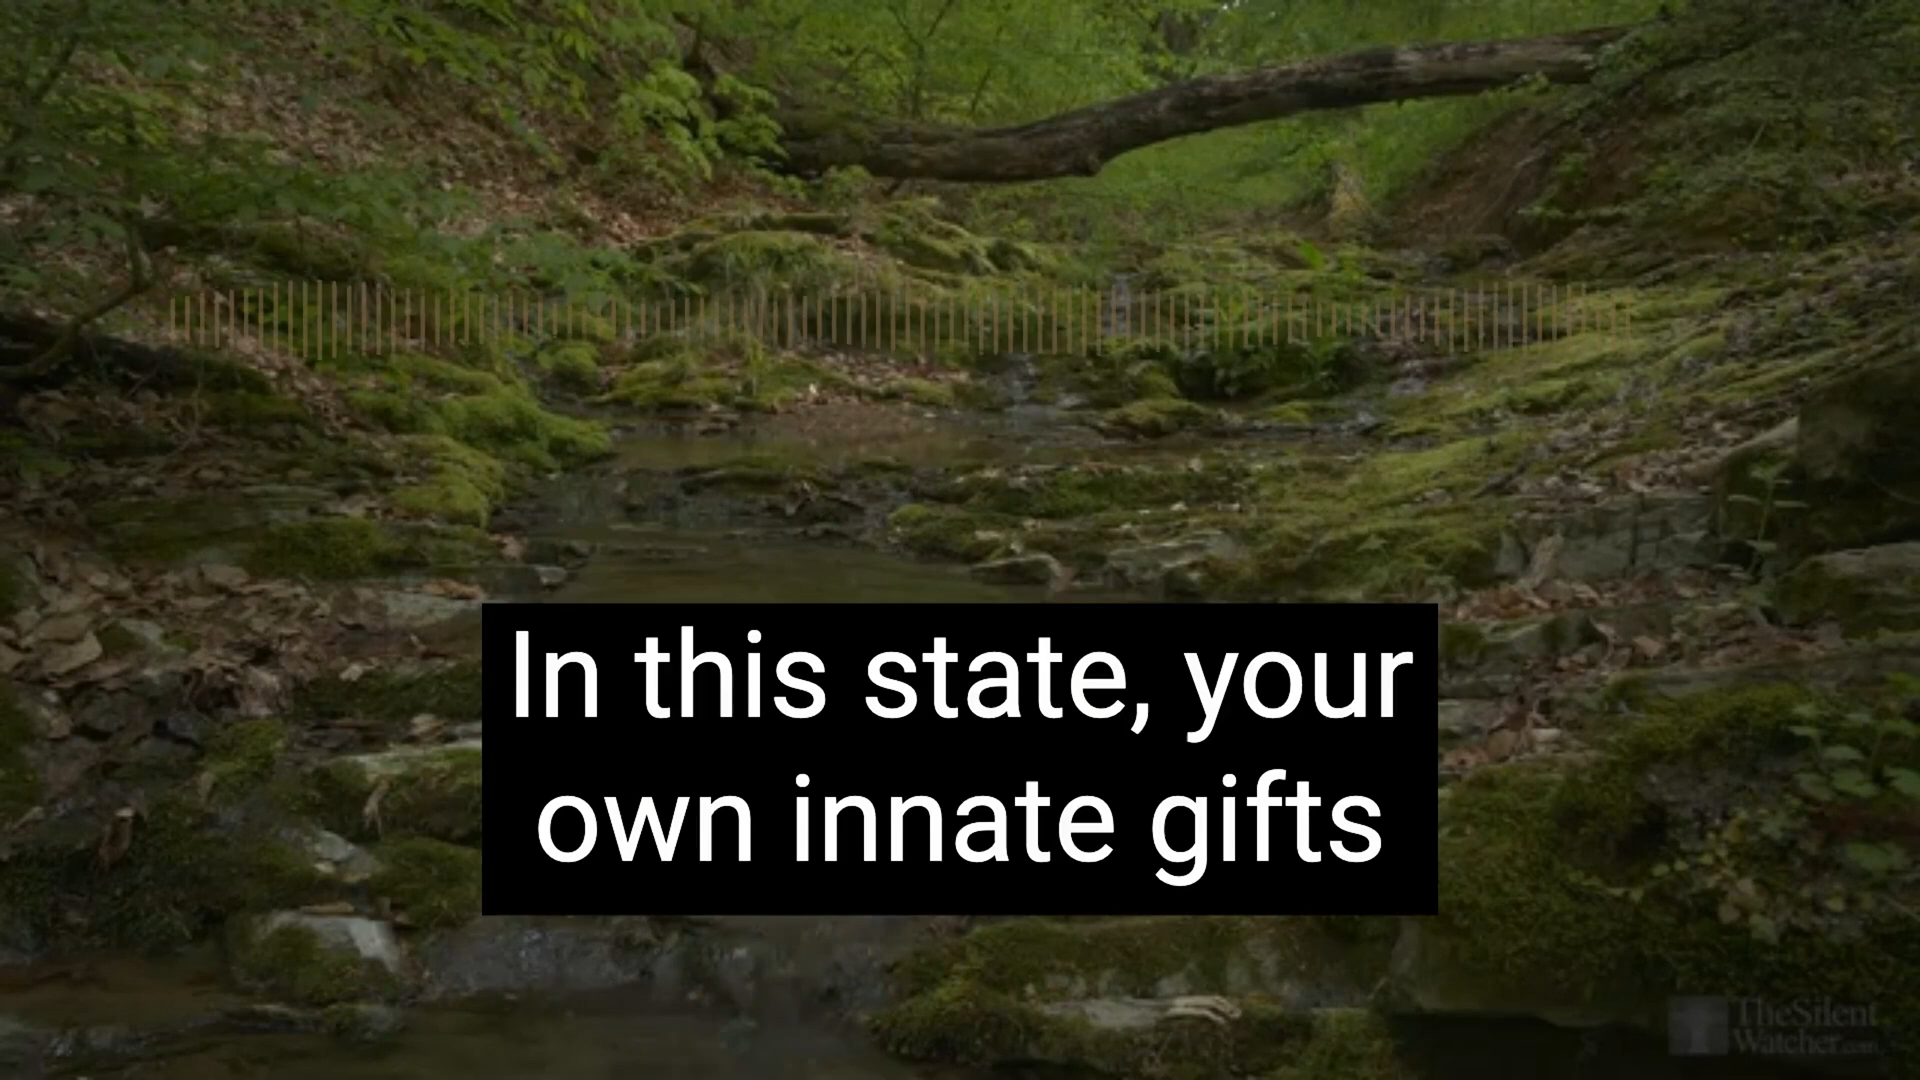 In this state, your
own innate gifts
TheSilent
Watcher.com